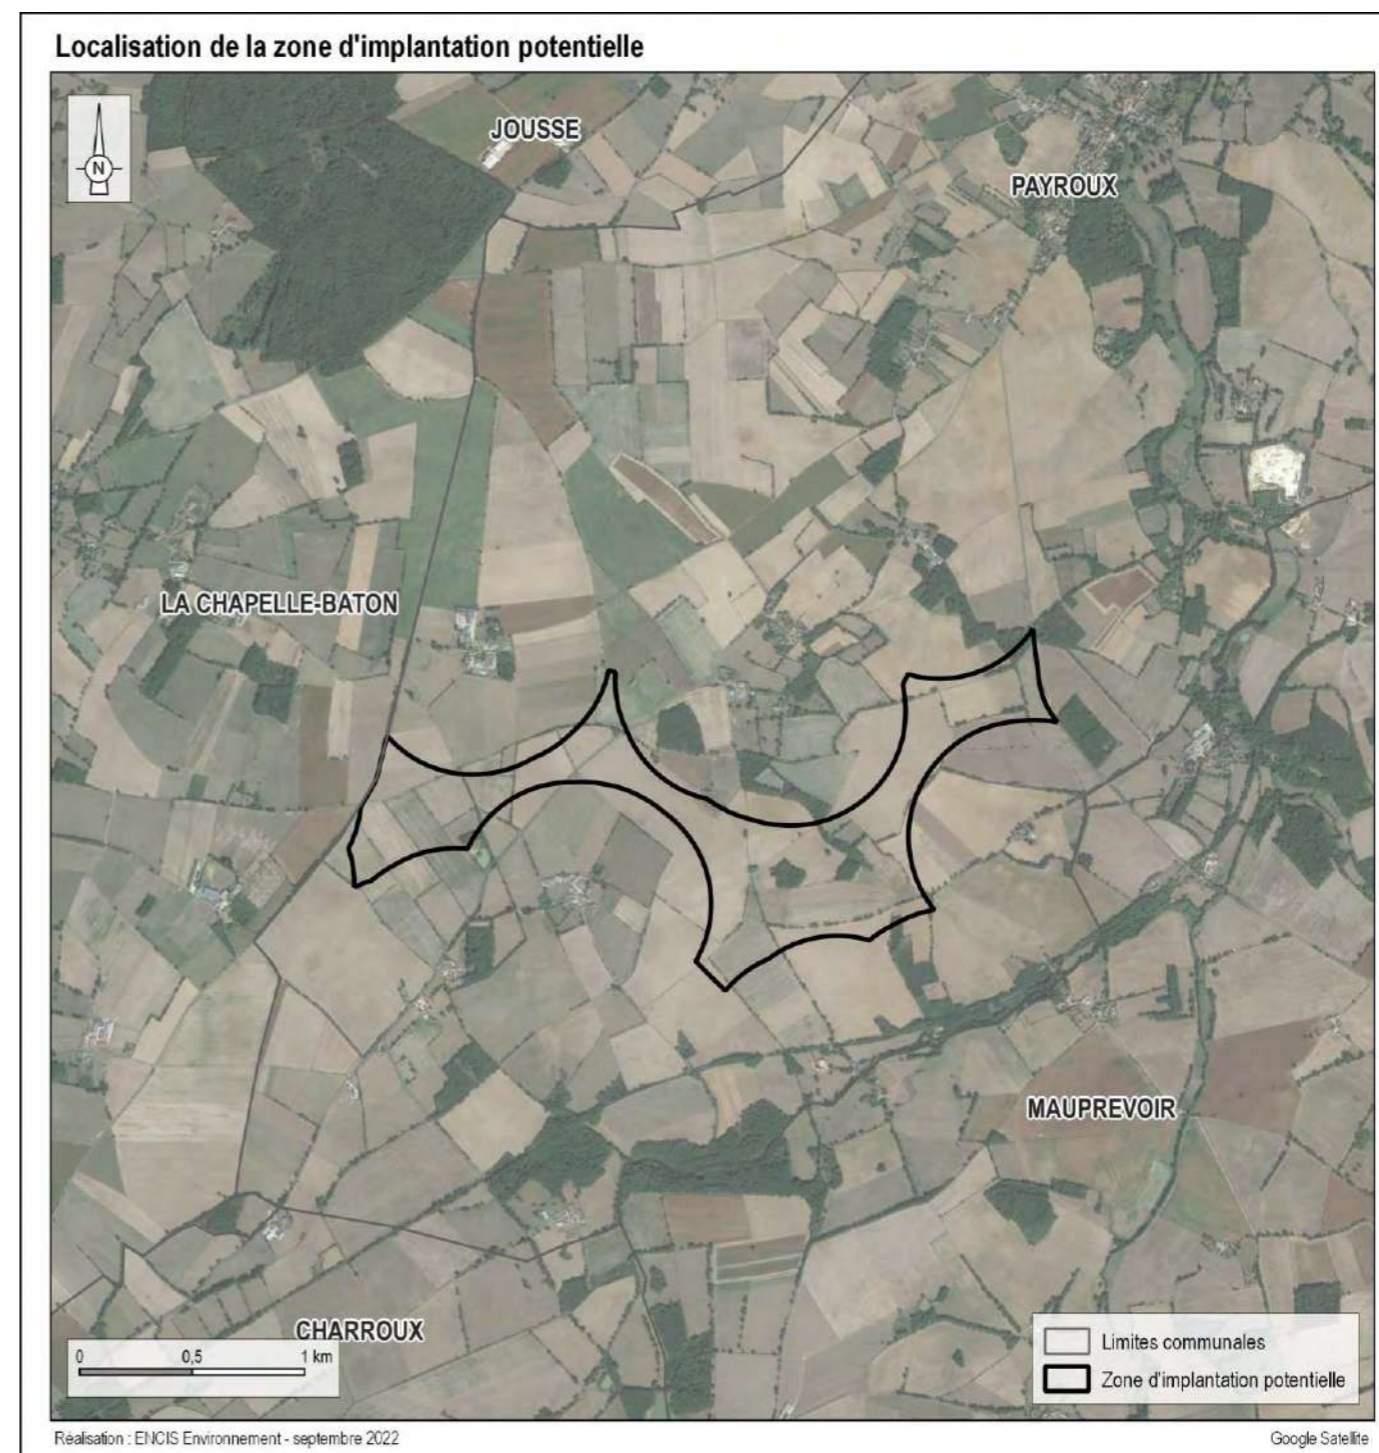 Localisation de la zone d'implantation potentielle
N
JOUSSE
PAYROUX
LA CHAPELLE-BATON
MAUPREVOIR
CHARROUX
0 0,5 1 km
Limites communales
Zone d'implantation potentielle
Réalisation : ENCIS Environnement - septembre 2022
Google Satellite